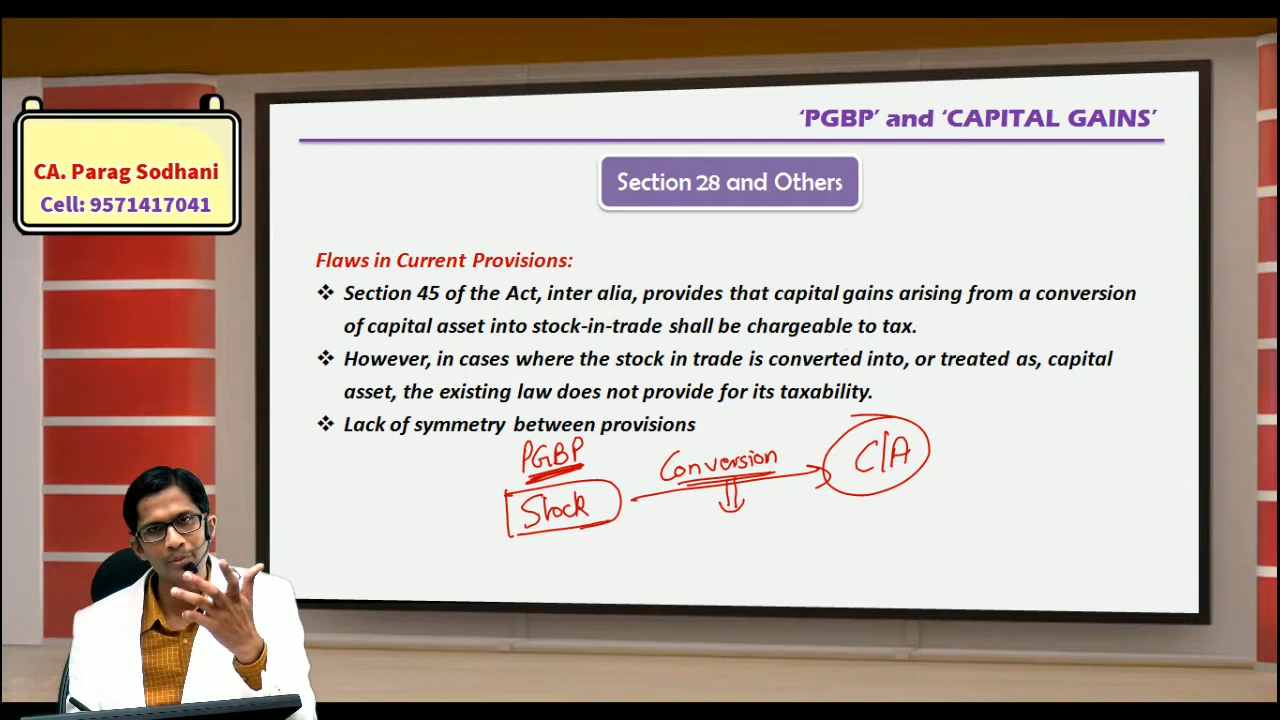 'PGBP' and 'CAPITAL GAINS'
CA. Parag Sodhani
Cell: 9571417041
Section 28 and Others
Flaws in Current Provisions:
❖ Section 45 of the Act, inter alia, provides that capital gains arising from a conversion
of capital asset into stock-in-trade shall be chargeable to tax.
❖ However, in cases where the stock in trade is converted into, or treated as, capital
asset, the existing law does not provide for its taxability.
❖ Lack of symmetry between provisions
PGBP
Stock
Conversion
C/A